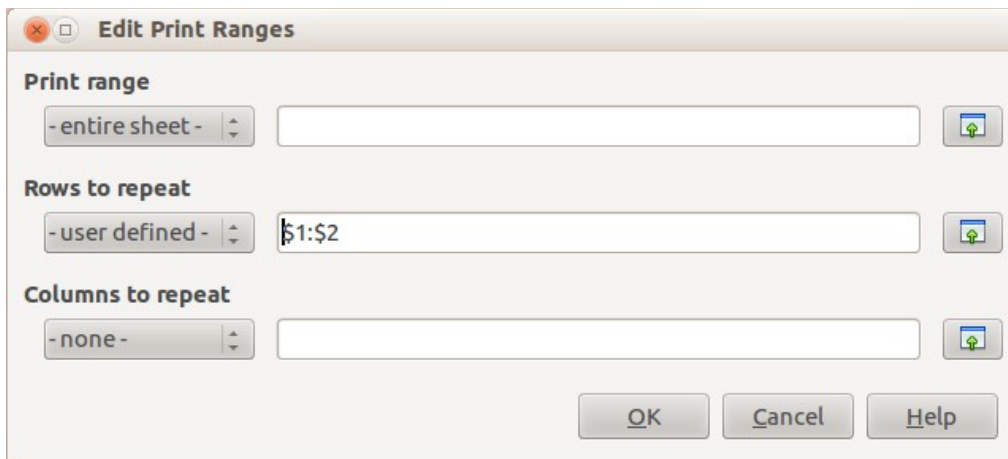 Edit Print Ranges
Print range
- entire sheet -
Rows to repeat
- user defined - $1:$2
Columns to repeat
- none -
OK Cancel Help